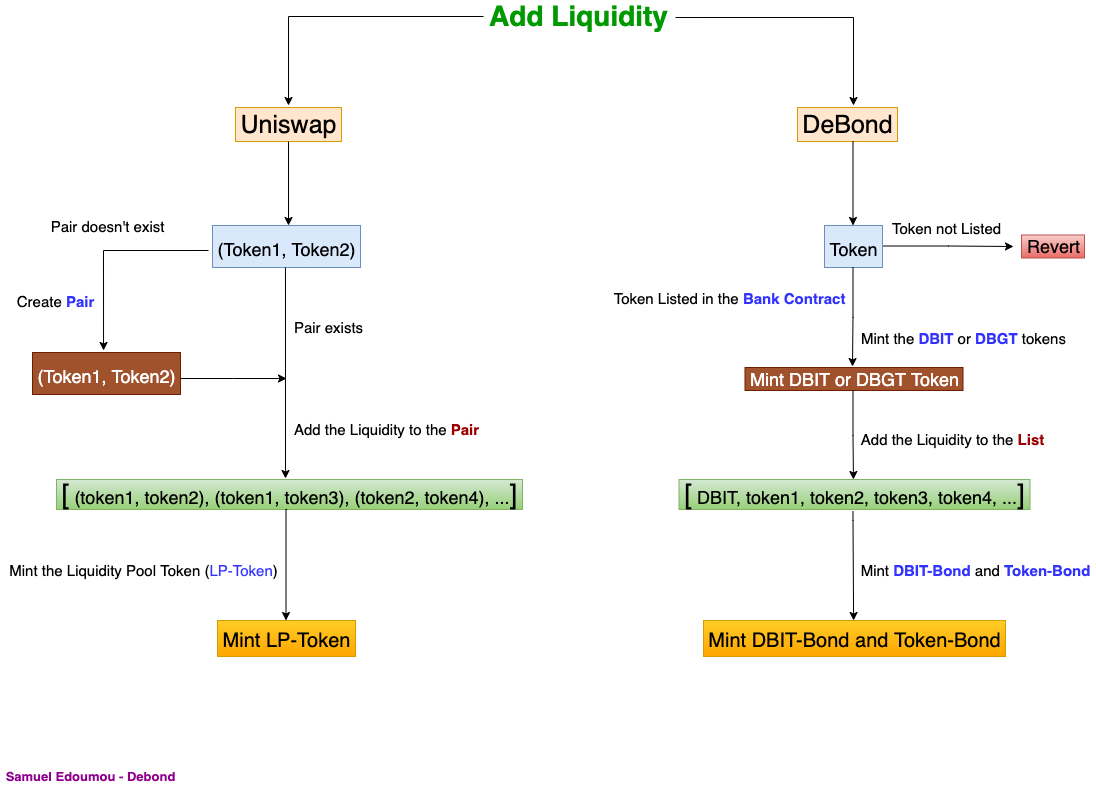 Add Liquidity
Uniswap
DeBond
Pair doesn't exist
(Token1, Token2)
Token
Token not Listed
Revert
Create Pair
Token Listed in the Bank Contract
Pair exists
Mint the DBIT or DBGT tokens
(Token1, Token2)
Mint DBIT or DBGT Token
Add the Liquidity to the Pair
Add the Liquidity to the List
[ (token1, token2), (token1, token3), (token2, token4), ...]
[ DBIT, token1, token2, token3, token4, ...]
Mint the Liquidity Pool Token (LP-Token)
Mint DBIT-Bond and Token-Bond
Mint LP-Token
Mint DBIT-Bond and Token-Bond
Samuel Edoumou - Debond